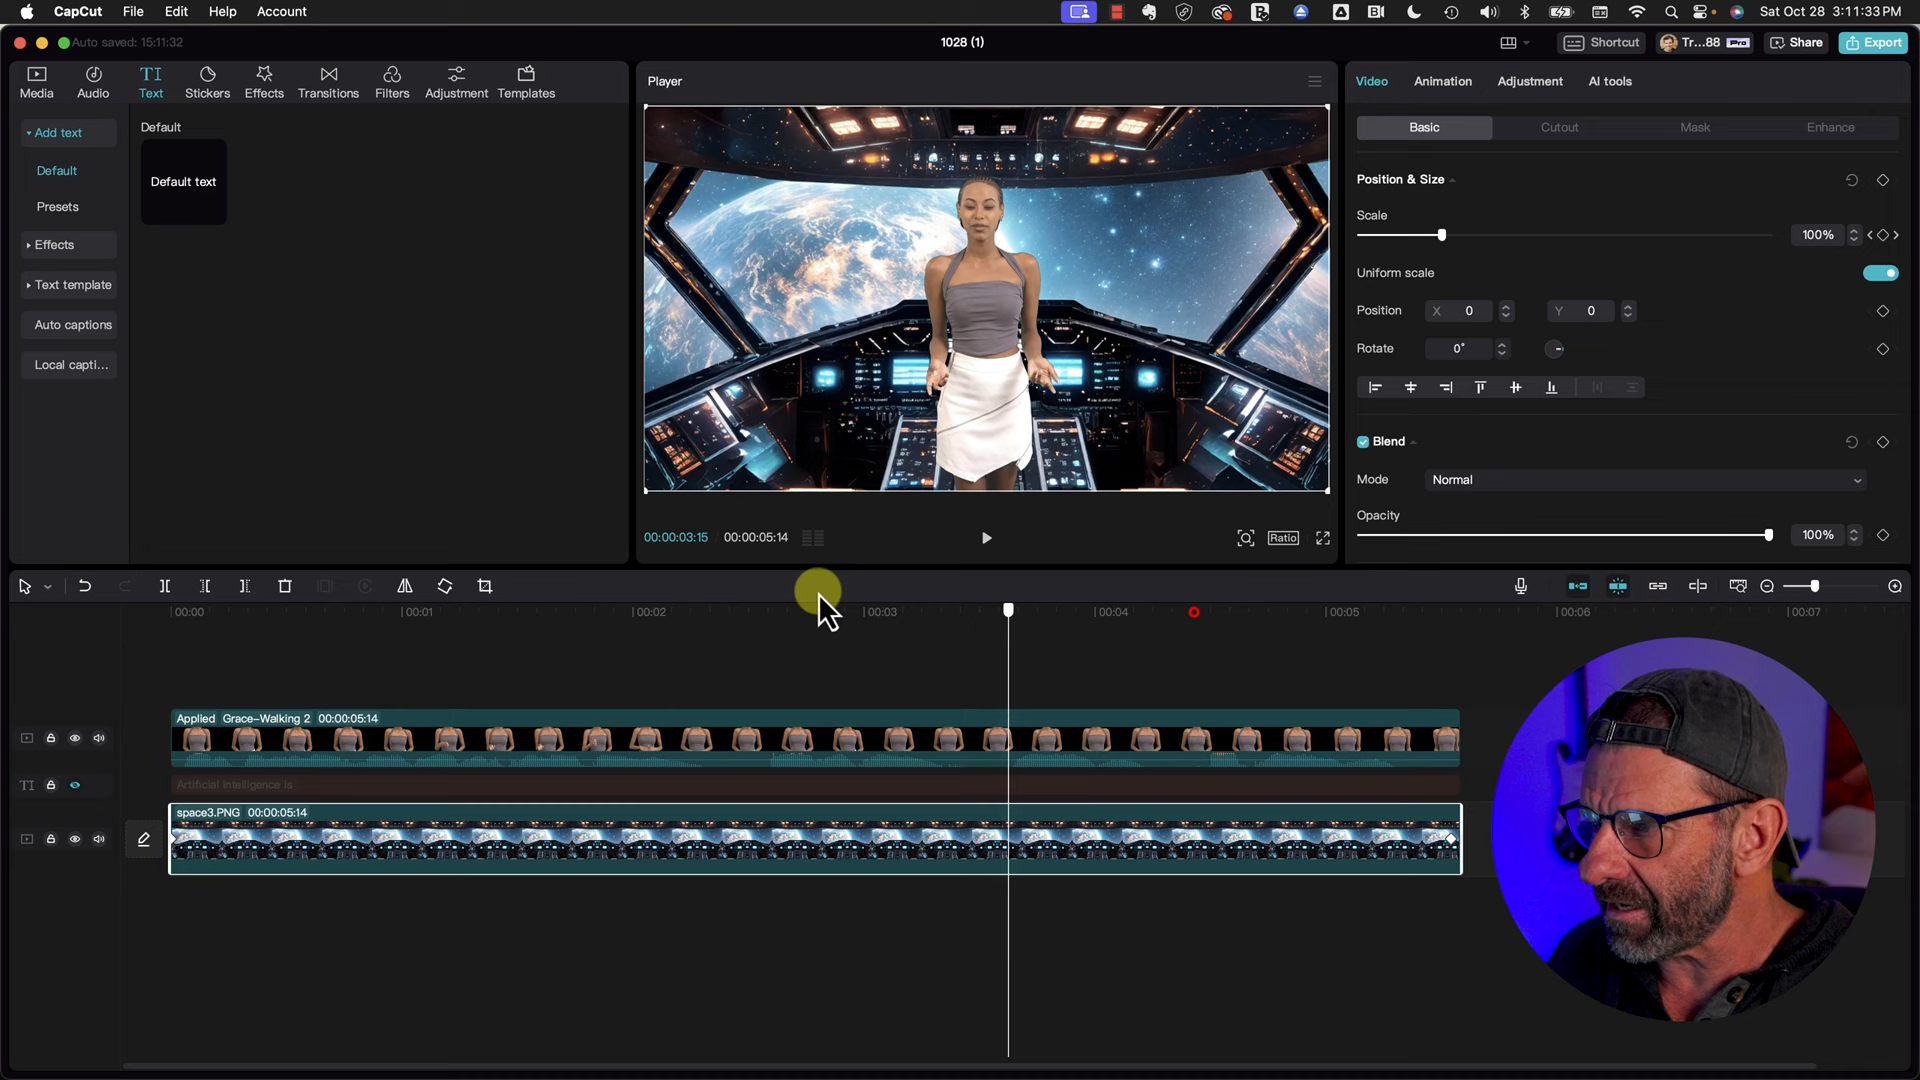 CapCut File Edit Help Account
Sat Oct 28 3:11:33 PM
Auto saved: 15:11:32
1028 (1)
Shortcut
Tr...88 Pro
Share
Export
Media Audio TI Text Stickers Effects Transitions Filters Adjustment Templates
Add text
Default
Presets
Effects
Text template
Auto captions
Local capti...
Default
Default text
Player
00:00:03:15 00:00:05:14
Ratio
Video Animation Adjustment AI tools
Basic Cutout Mask Enhance
Position & Size
Scale
100%
Uniform scale
Position X 0 Y 0
Rotate 0°
Blend
Mode Normal
Opacity
100%
00:00 00:01 00:02 00:03 00:04 00:05 00:06 00:07
Applied Grace-Walking 2 00:00:05:14
TI Artificial Intelligence is
space3.PNG 00:00:05:14